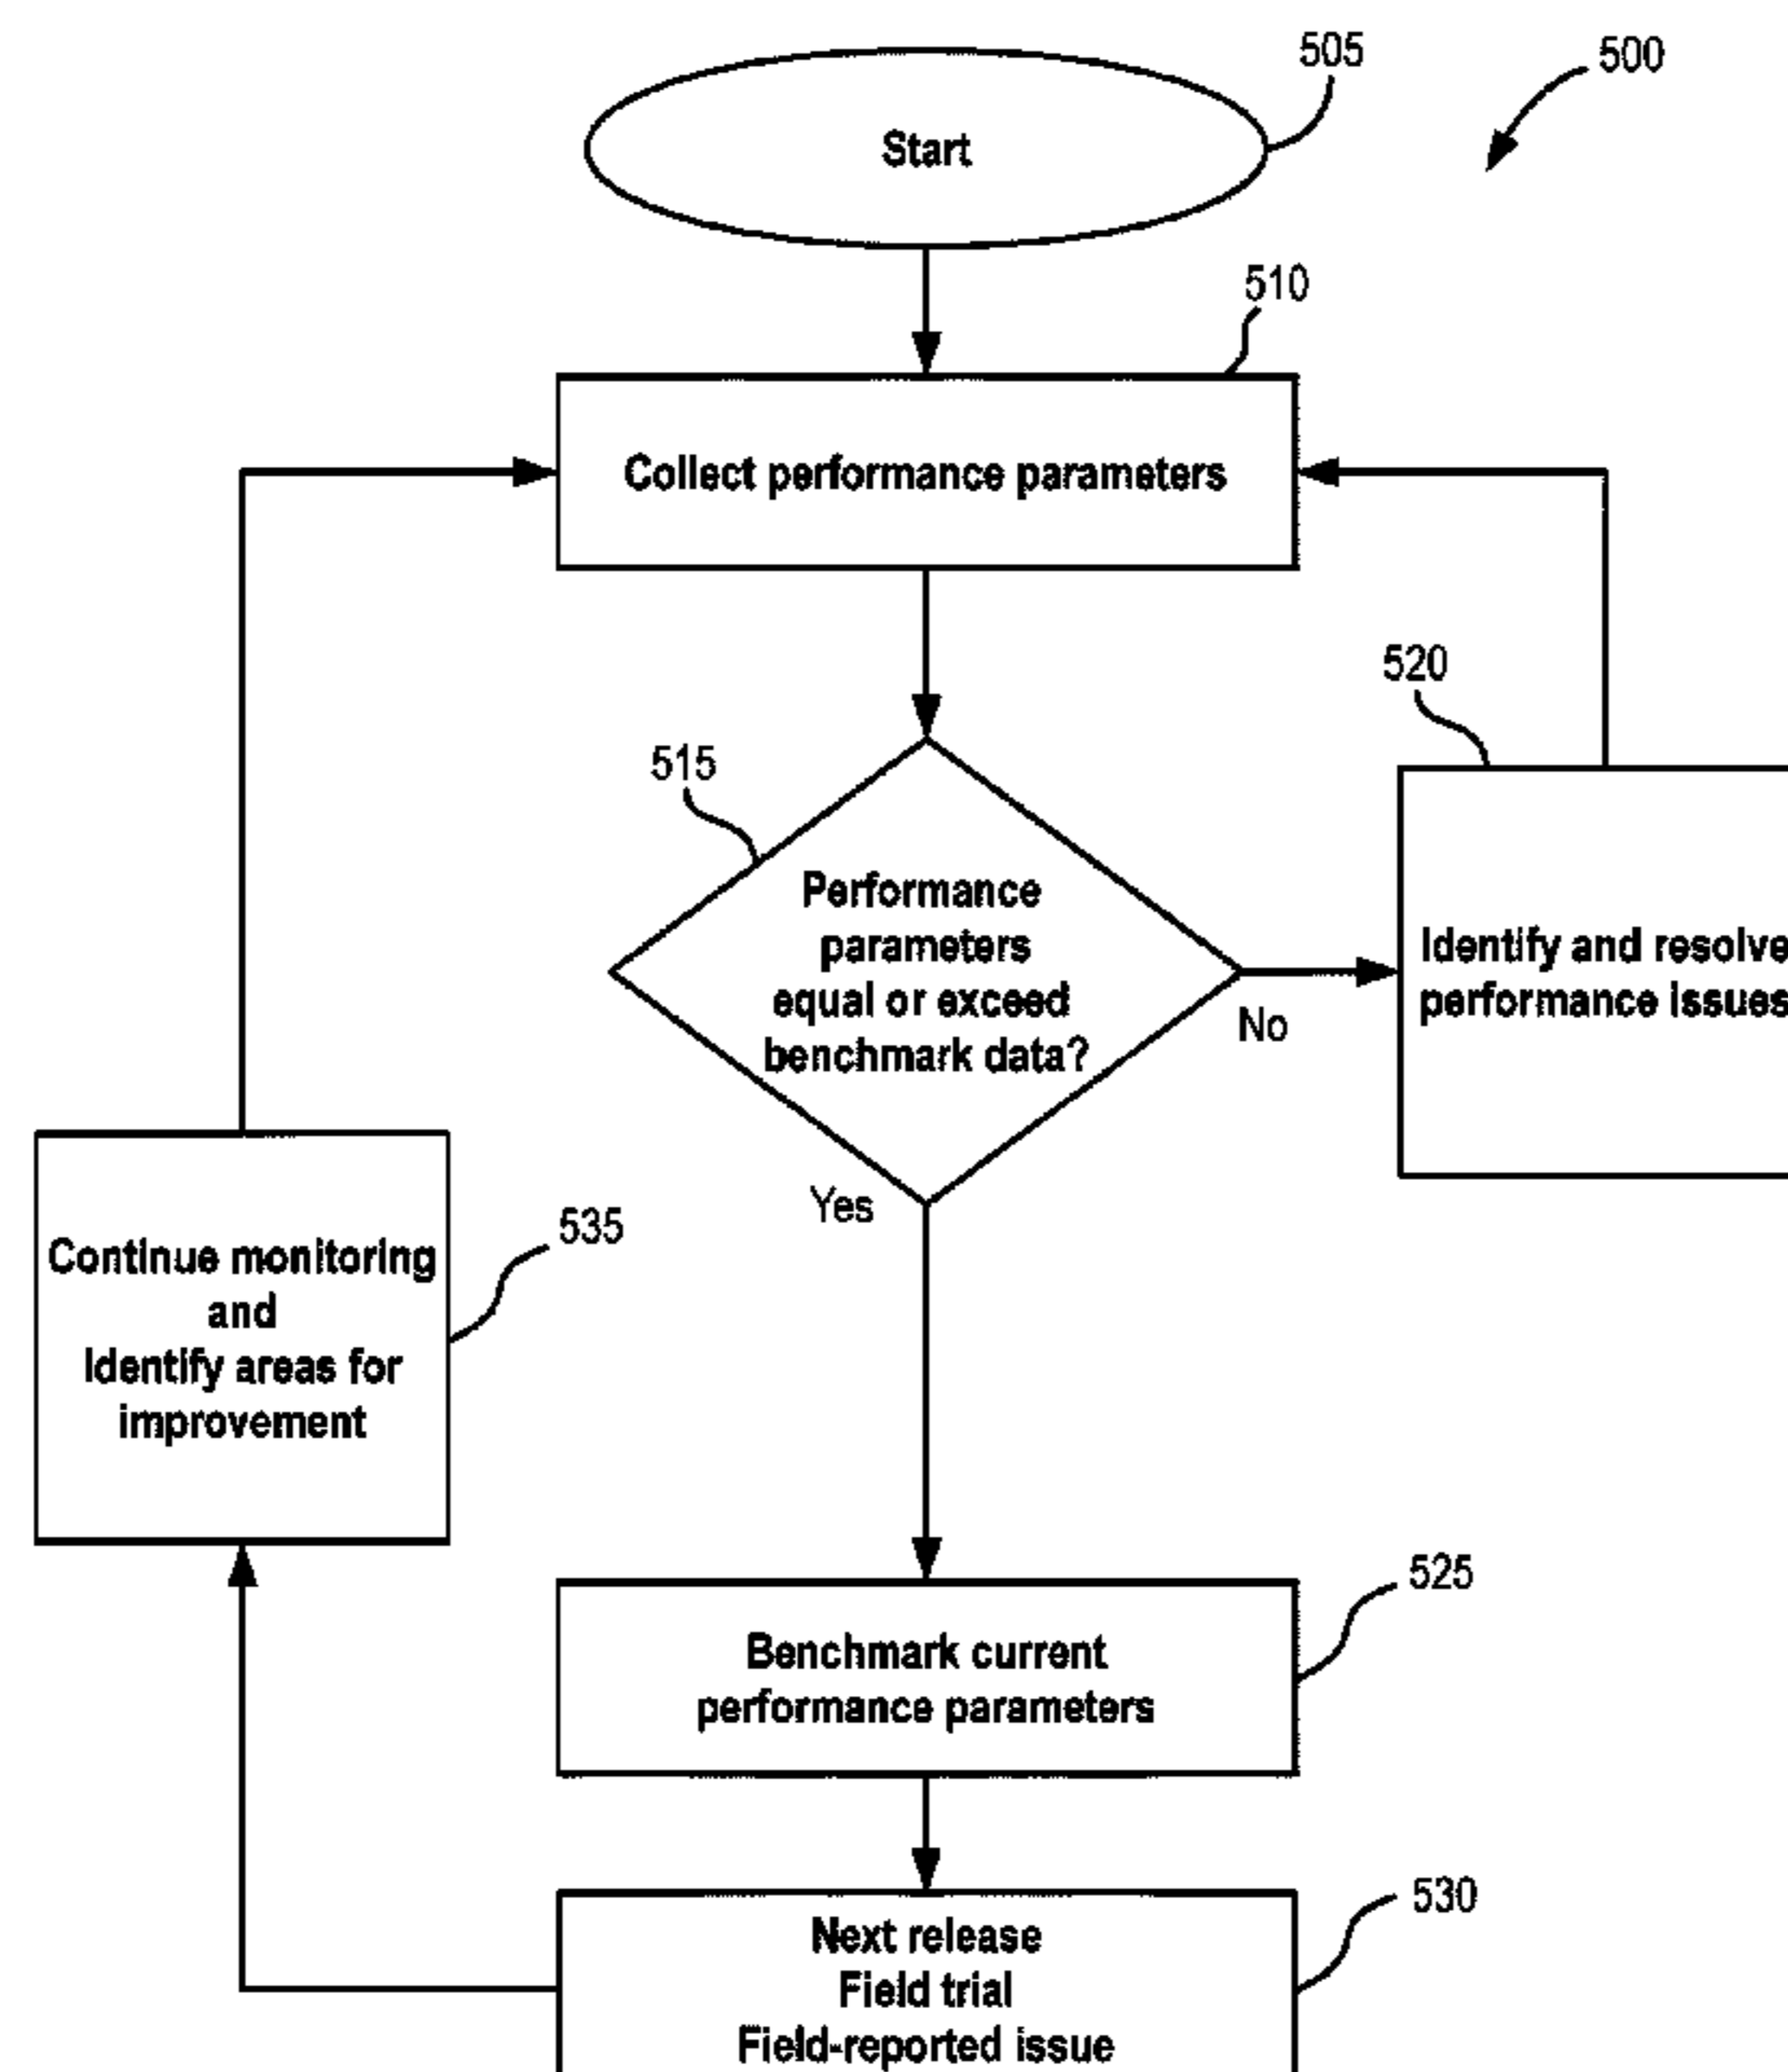 505
500
Start
510
Collect performance parameters
520
515
Performance
parameters
equal or exceed
benchmark data?
No
Identify and resolve
performance issues
Yes
535
Continue monitoring
and
Identify areas for
improvement
525
Benchmark current
performance parameters
530
Next release
Field trial
Field-reported issue